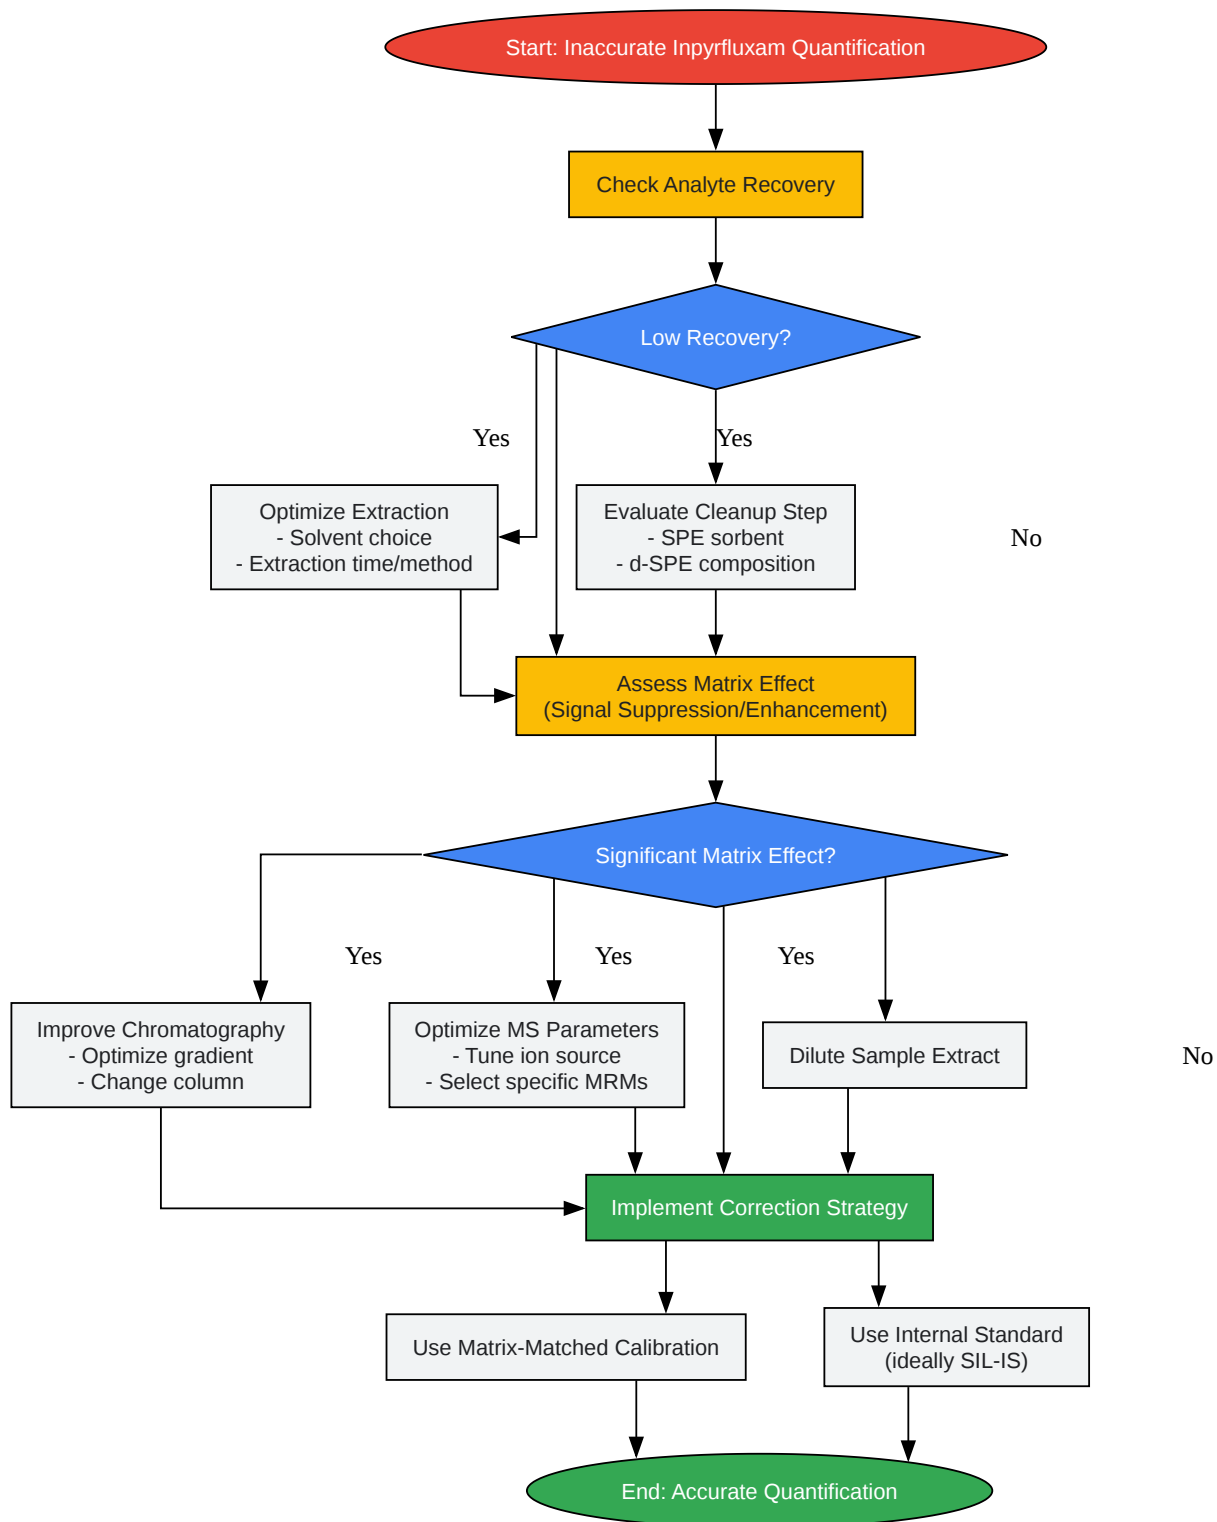 Start: Inaccurate Inpyrfluxam Quantification
Check Analyte Recovery
Low Recovery?
Yes
Yes
Optimize Extraction
- Solvent choice
- Extraction time/method
Evaluate Cleanup Step
- SPE sorbent
- d-SPE composition
No
Assess Matrix Effect
(Signal Suppression/Enhancement)
Significant Matrix Effect?
Yes
Yes
Yes
Improve Chromatography
- Optimize gradient
- Change column
Optimize MS Parameters
- Tune ion source
- Select specific MRMs
Dilute Sample Extract
No
Implement Correction Strategy
Use Matrix-Matched Calibration
Use Internal Standard
(ideally SIL-IS)
End: Accurate Quantification